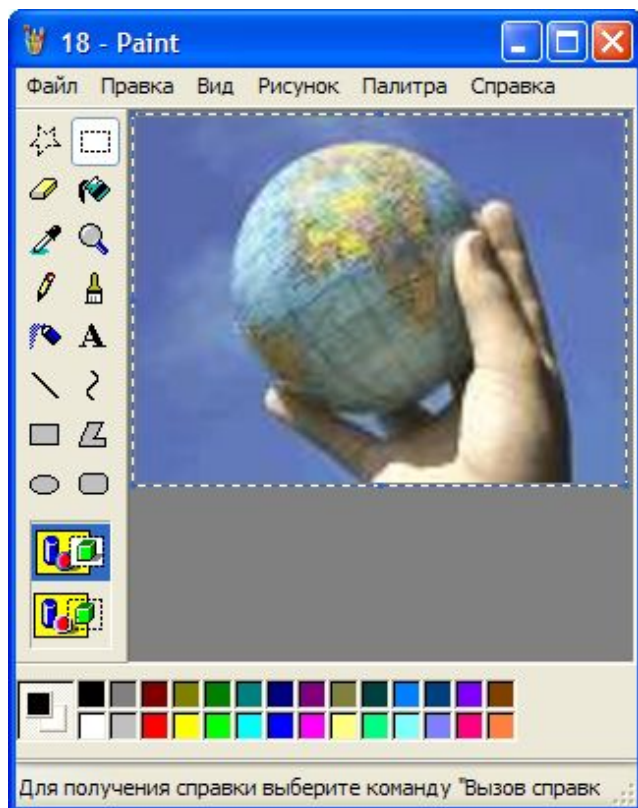 18 - Paint
Файл Правка Вид Рисунок Палитра Справка
A
Для получения справки выберите команду "Вызов справк